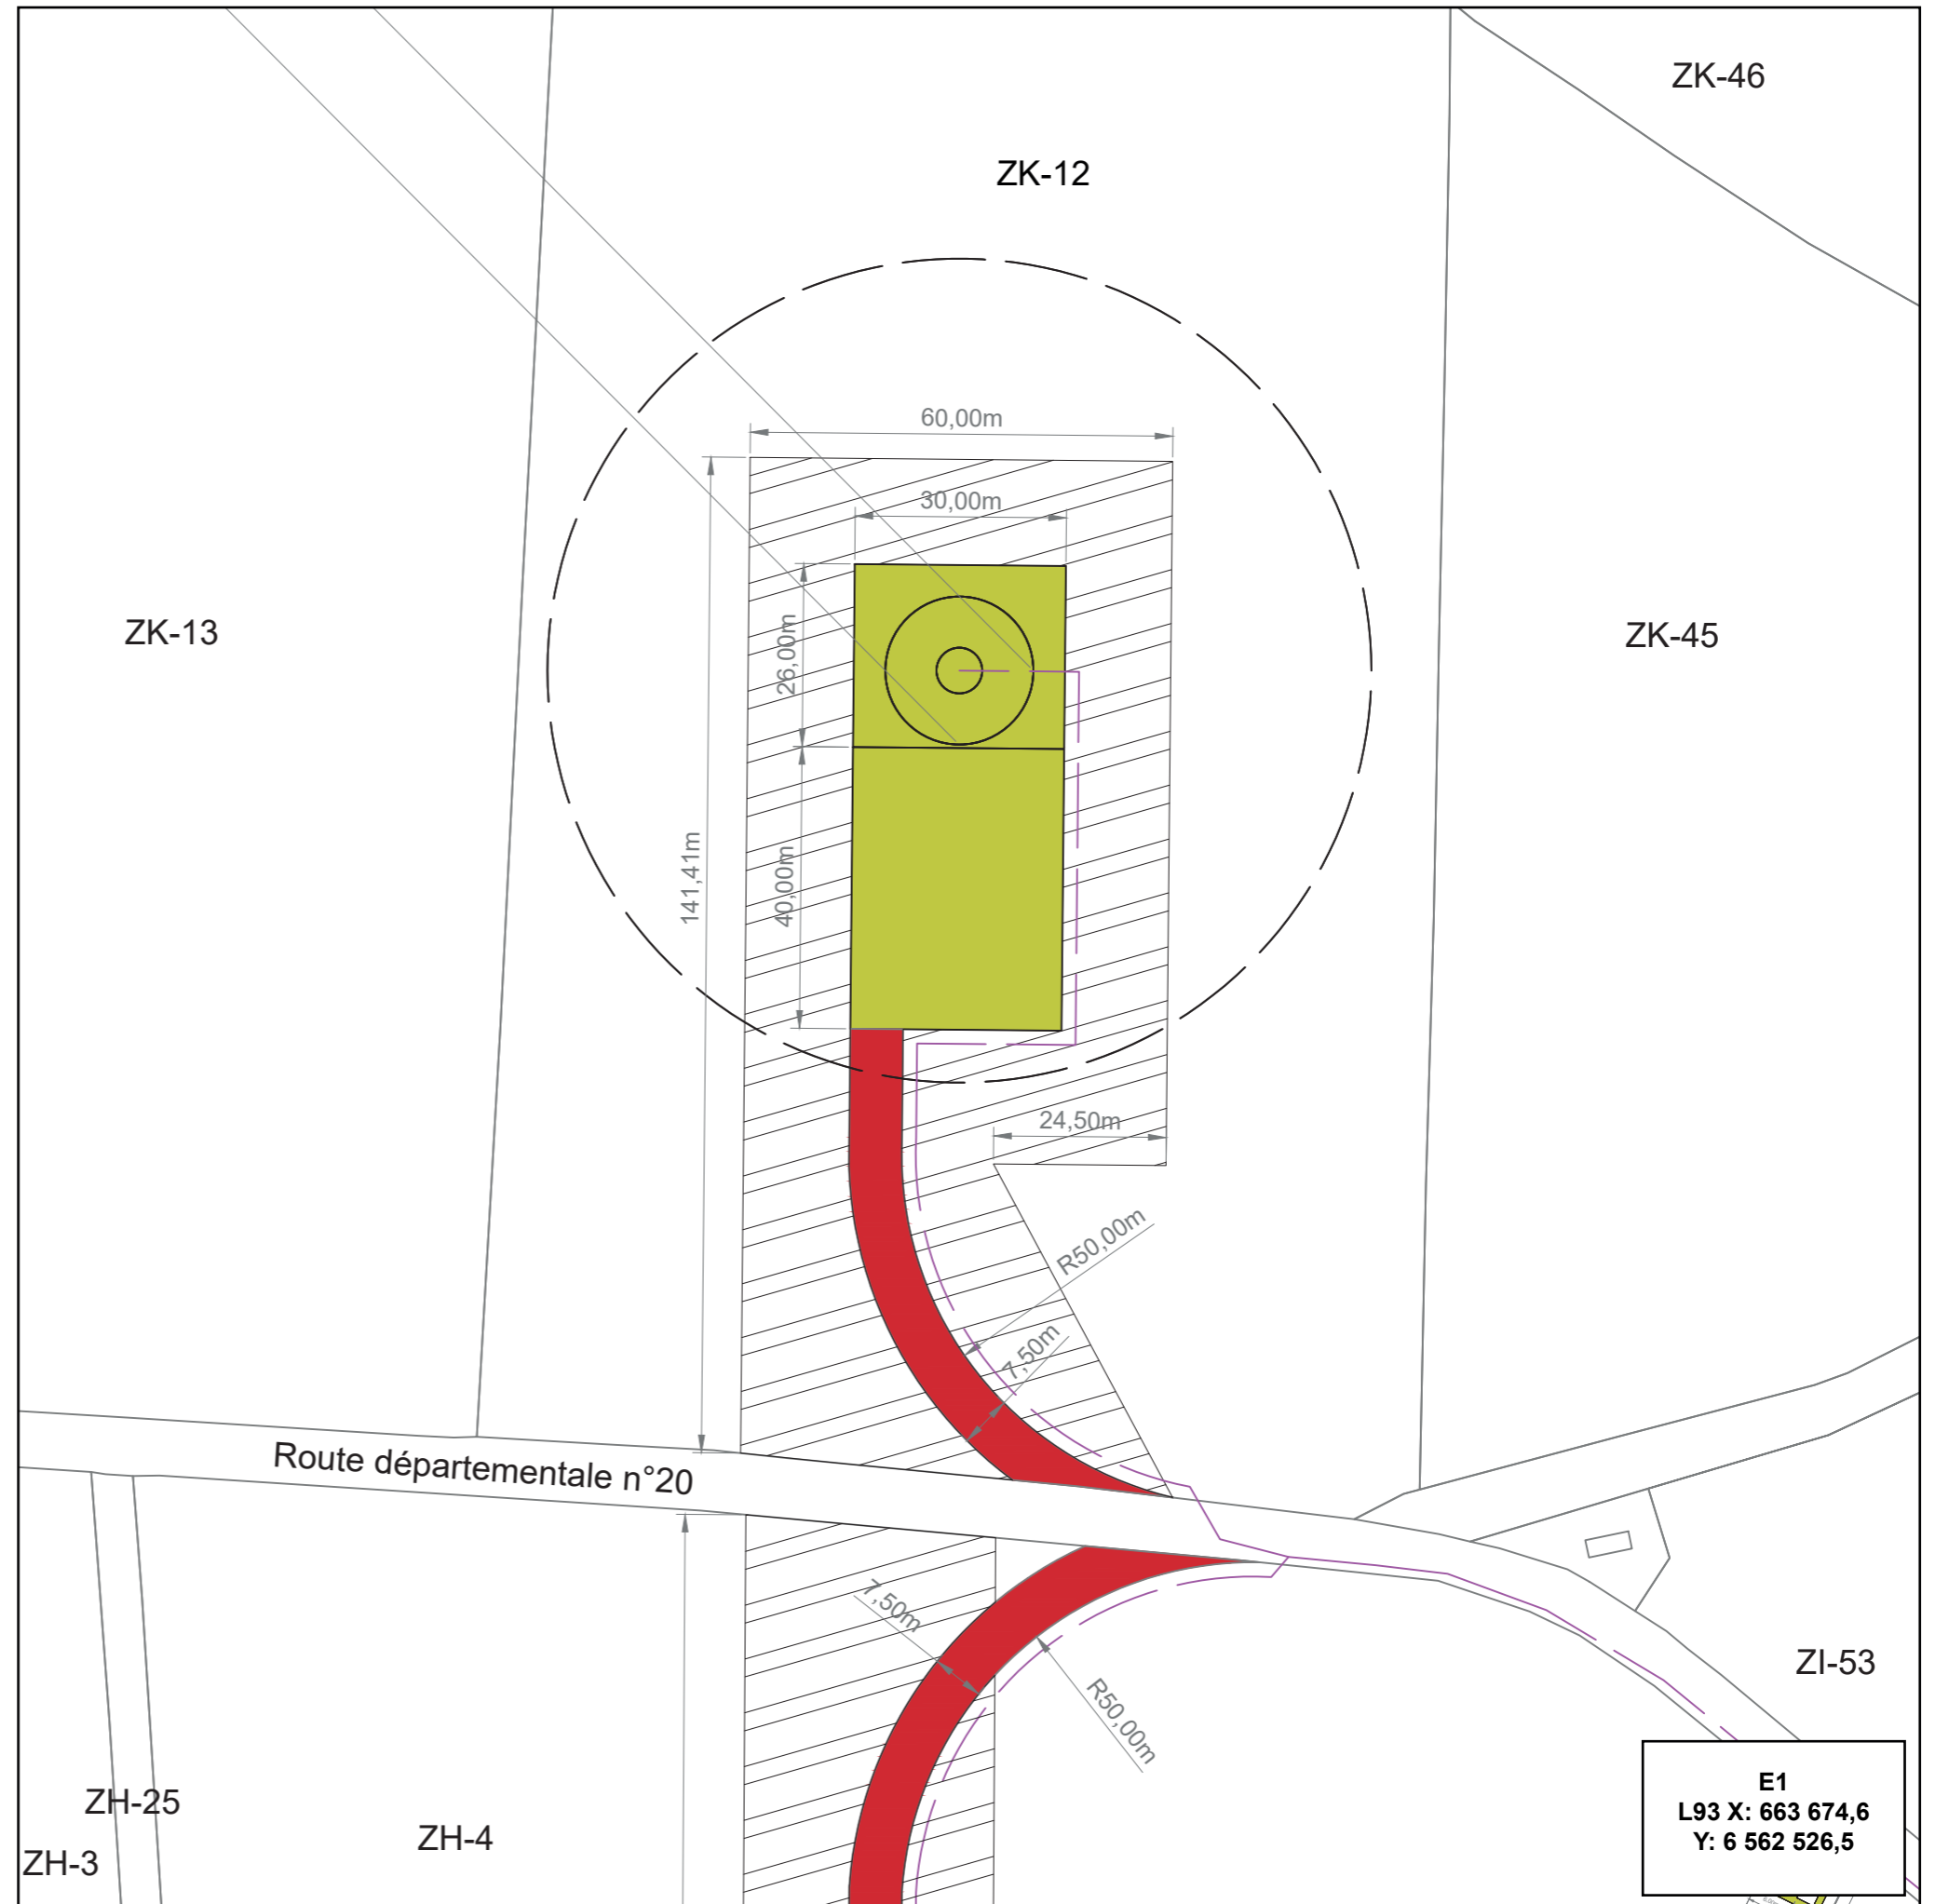 ZK-46
ZK-12
60,00m
30,00m
ZK-13
ZK-45
26,00m
141,41m
40,00m
24,50m
R50,00m
7,50m
Route départementale n°20
7,50m
R50,00m
ZI-53
E1
L93 X: 663 674,6
Y: 6 562 526,5
ZH-25
ZH-4
ZH-3